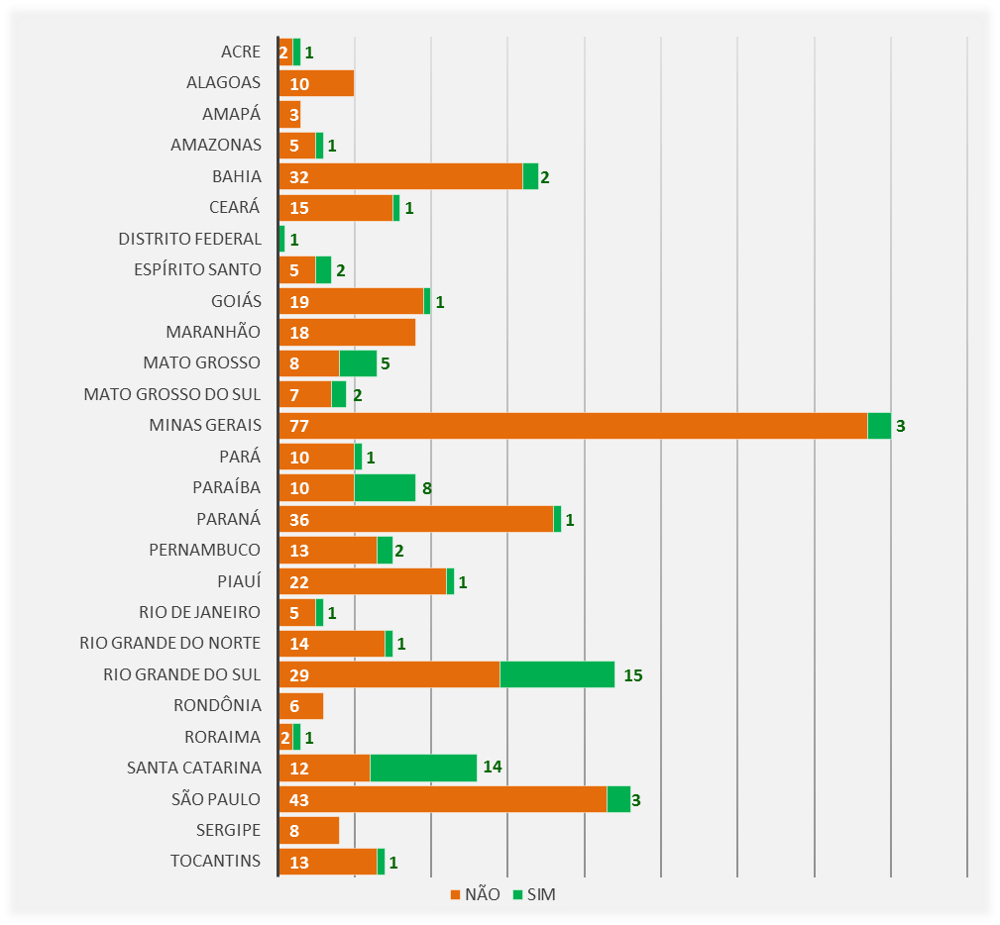 ACRE 2 1
ALAGOAS 10
AMAPÁ 3
AMAZONAS 5 1
BAHIA 32 2
CEARÁ 15 1
DISTRITO FEDERAL 1
ESPÍRITO SANTO 5 2
GOIÁS 19 1
MARANHÃO 18
MATO GROSSO 8 5
MATO GROSSO DO SUL 7 2
MINAS GERAIS 77 3
PARÁ 10 1
PARAÍBA 10 8
PARANÁ 36 1
PERNAMBUCO 13 2
PIAUÍ 22 1
RIO DE JANEIRO 5 1
RIO GRANDE DO NORTE 14 1
RIO GRANDE DO SUL 29 15
RONDÔNIA 6
RORAIMA 2 1
SANTA CATARINA 12 14
SÃO PAULO 43 3
SERGIPE 8
TOCANTINS 13 1
NÃO SIM